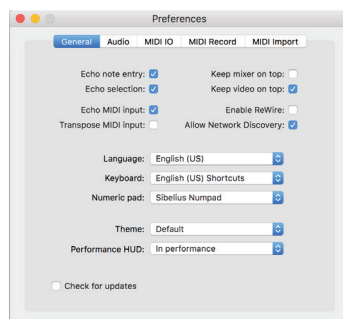 Preferences
General Audio MIDI IO MIDI Record MIDI Import
Echo note entry: Keep mixer on top:
Echo selection: Keep video on top:
Echo MIDI input: Enable ReWire:
Transpose MIDI input: Allow Network Discovery:
Language: English (US)
Keyboard: English (US) Shortcuts
Numeric pad: Sibelius Numpad
Theme: Default
Performance HUD: In performance
Check for updates